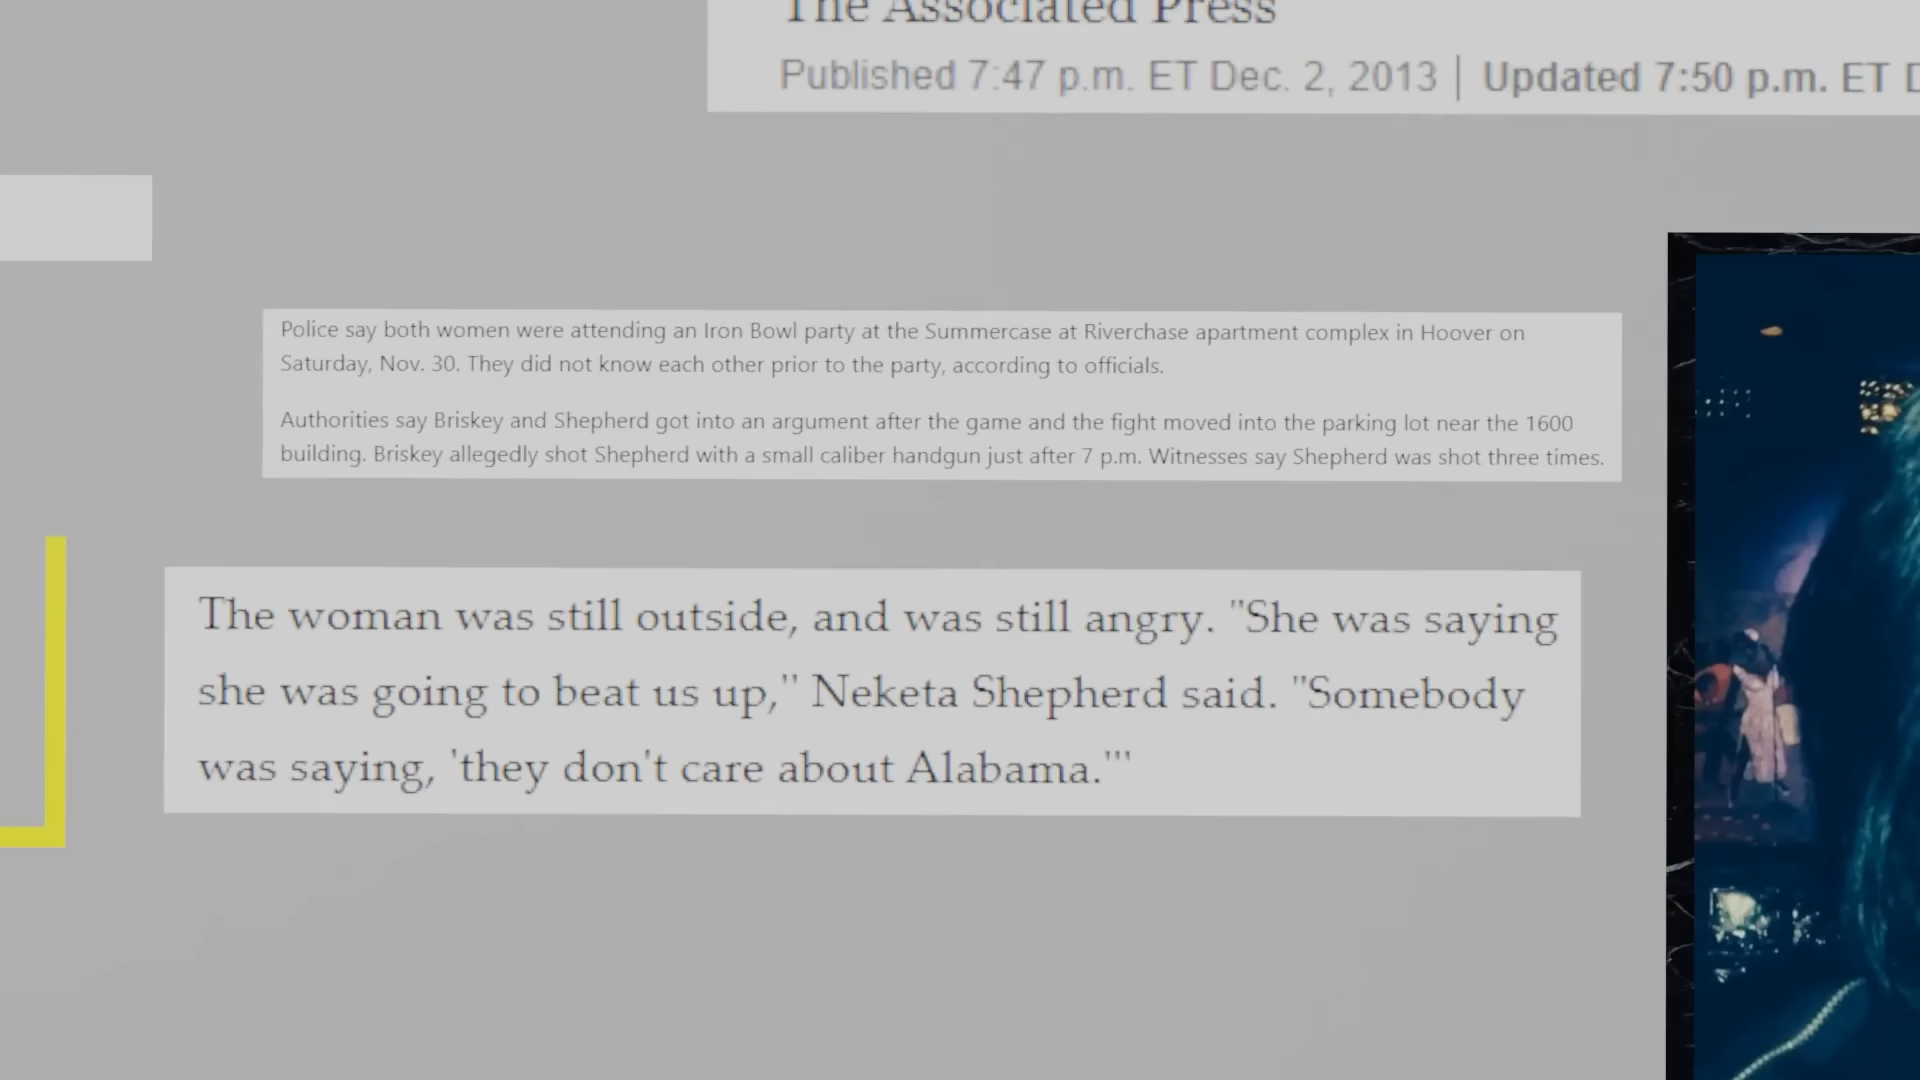 The Associated Press
Published 7:47 p.m. ET Dec. 2, 2013 | Updated 7:50 p.m. ET
Police say both women were attending an Iron Bowl party at the Summercase at Riverchase apartment complex in Hoover on
Saturday, Nov. 30. They did not know each other prior to the party, according to officials.
Authorities say Briskey and Shepherd got into an argument after the game and the fight moved into the parking lot near the 1600
building. Briskey allegedly shot Shepherd with a small caliber handgun just after 7 p.m. Witnesses say Shepherd was shot three times.
The woman was still outside, and was still angry. "She was saying
she was going to beat us up," Neketa Shepherd said. "Somebody
was saying, 'they don't care about Alabama.'"